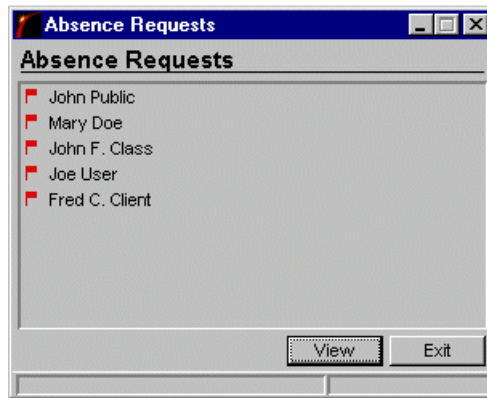 Absence Requests
Absence Requests
John Public
Mary Doe
John F. Class
Joe User
Fred C. Client
View Exit